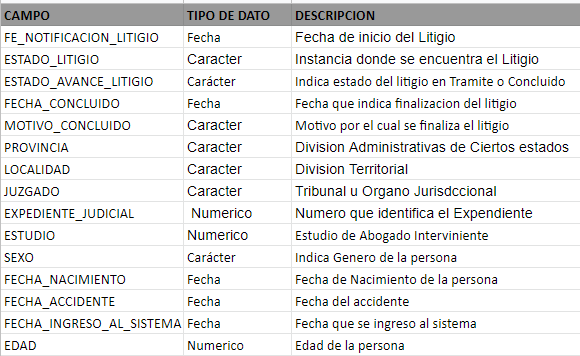 CAMPO TIPO DE DATO DESCRIPCION
FE_NOTIFICACION_LITIGIO Fecha Fecha de inicio del Litigio
ESTADO_LITIGIO Caracter Instancia donde se encuentra el Litigio
ESTADO_AVANCE_LITIGIO Carácter Indica estado del litigio en Tramite o Concluido
FECHA_CONCLUIDO Fecha Fecha que indica finalizacion del litigio
MOTIVO_CONCLUIDO Caracter Motivo por el cual se finaliza el litigio
PROVINCIA Caracter Division Administrativas de Ciertos estados
LOCALIDAD Caracter Division Territorial
JUZGADO Caracter Tribunal u Organo Jurisdccional
EXPEDIENTE_JUDICIAL Numerico Numero que identifica el Expendiente
ESTUDIO Numerico Estudio de Abogado Interviniente
SEXO Carácter Indica Genero de la persona
FECHA_NACIMIENTO Fecha Fecha de Nacimiento de la persona
FECHA_ACCIDENTE Fecha Fecha del accidente
FECHA_INGRESO_AL_SISTEMA Fecha Fecha que se ingreso al sistema
EDAD Numerico Edad de la persona